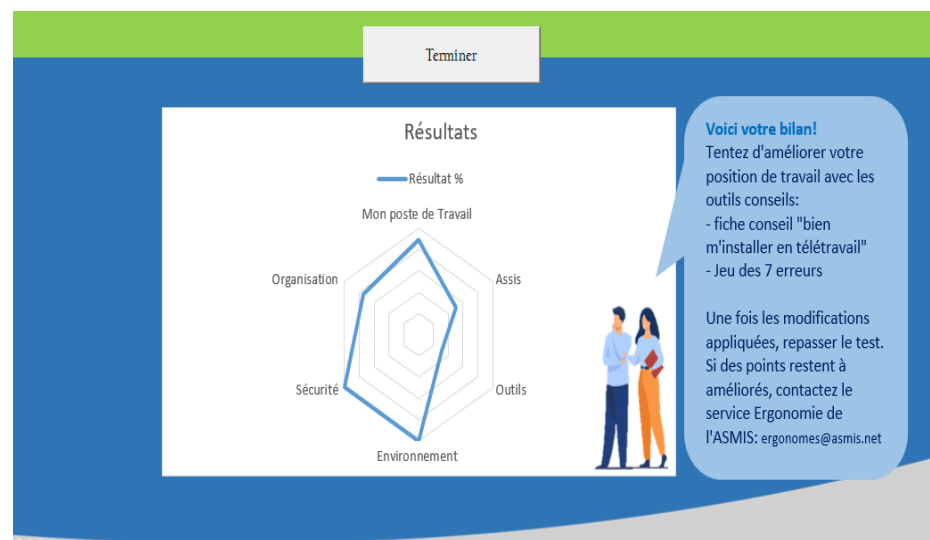 Terminer
Résultats
Résultat %
Mon poste de Travail
Organisation
Assis
Sécurité
Outils
Environnement
Voici votre bilan!
Tentez d'améliorer votre
position de travail avec les
outils conseils:
- fiche conseil "bien
m'installer en télétravail"
- Jeu des 7 erreurs
Une fois les modifications
appliquées, repasser le test.
Si des points restent à
améliorés, contactez le
service Ergonomie de
l'ASMIS: ergonomes@asmis.net